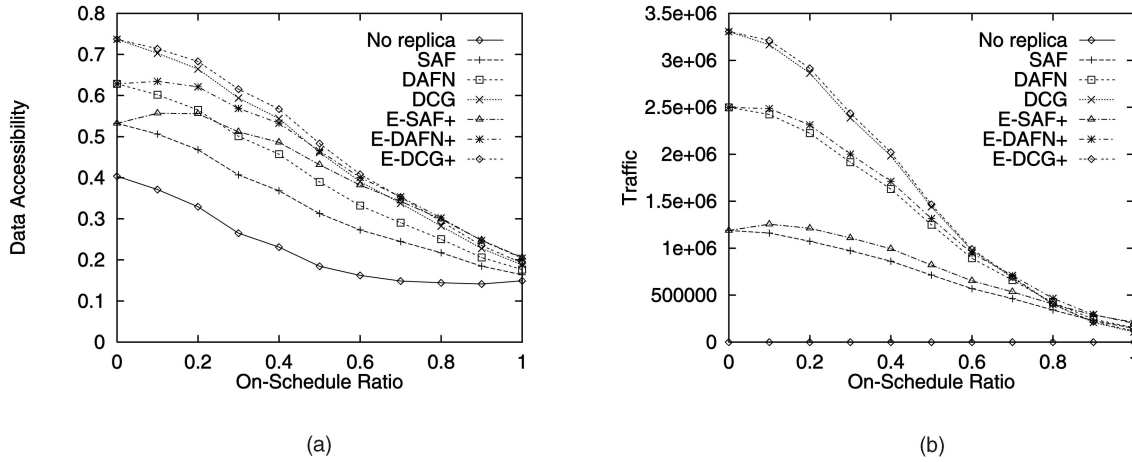 0.8
0.7
0.6
0.5
0.4
0.3
0.2
0.1
0
Data Accessibility
No replica
SAF
DAFN
DCG
E-SAF+
E-DAFN+
E-DCG+
0 0.2 0.4 0.6 0.8 1
On-Schedule Ratio
(a)
3.5e+06
3e+06
2.5e+06
2e+06
1.5e+06
1e+06
500000
0
Traffic
No replica
SAF
DAFN
DCG
E-SAF+
E-DAFN+
E-DCG+
0 0.2 0.4 0.6 0.8 1
On-Schedule Ratio
(b)